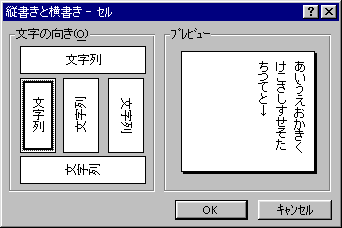 縦書きと横書き - セル
文字の向き(O)
文字列
文字列
文字列
文字列
文字列
ﾌﾟﾚﾋﾞｭｰ
あいうえおかきく
けこさしすせそた
ちつてと→
OK
ｷｬﾝｾﾙ